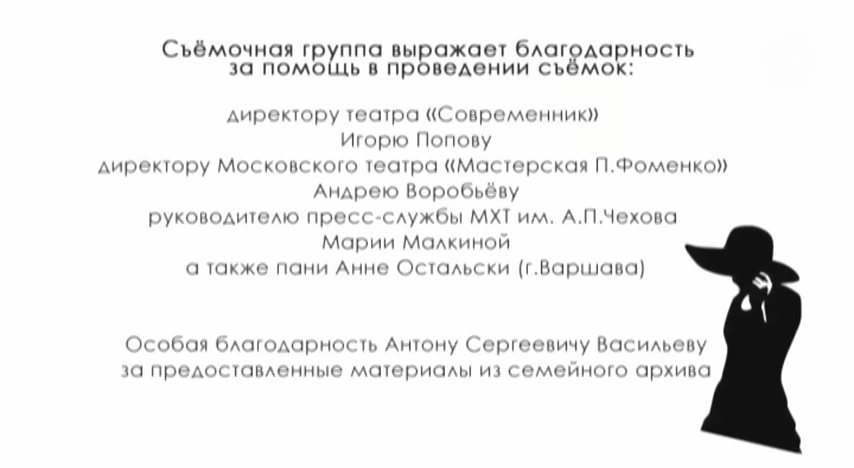 Съёмочная группа выражает благодарность
за помощь в проведении съёмок:
директору театра «Современник»
Игорю Попову
директору Московского театра «Мастерская П.Фоменко»
Андрею Воробьёву
руководителю пресс-службы МХТ им. А.П.Чехова
Марии Малкиной
а также пани Анне Остальски (г.Варшава)
Особая благодарность Антону Сергеевичу Васильеву
за предоставленные материалы из семейного архива